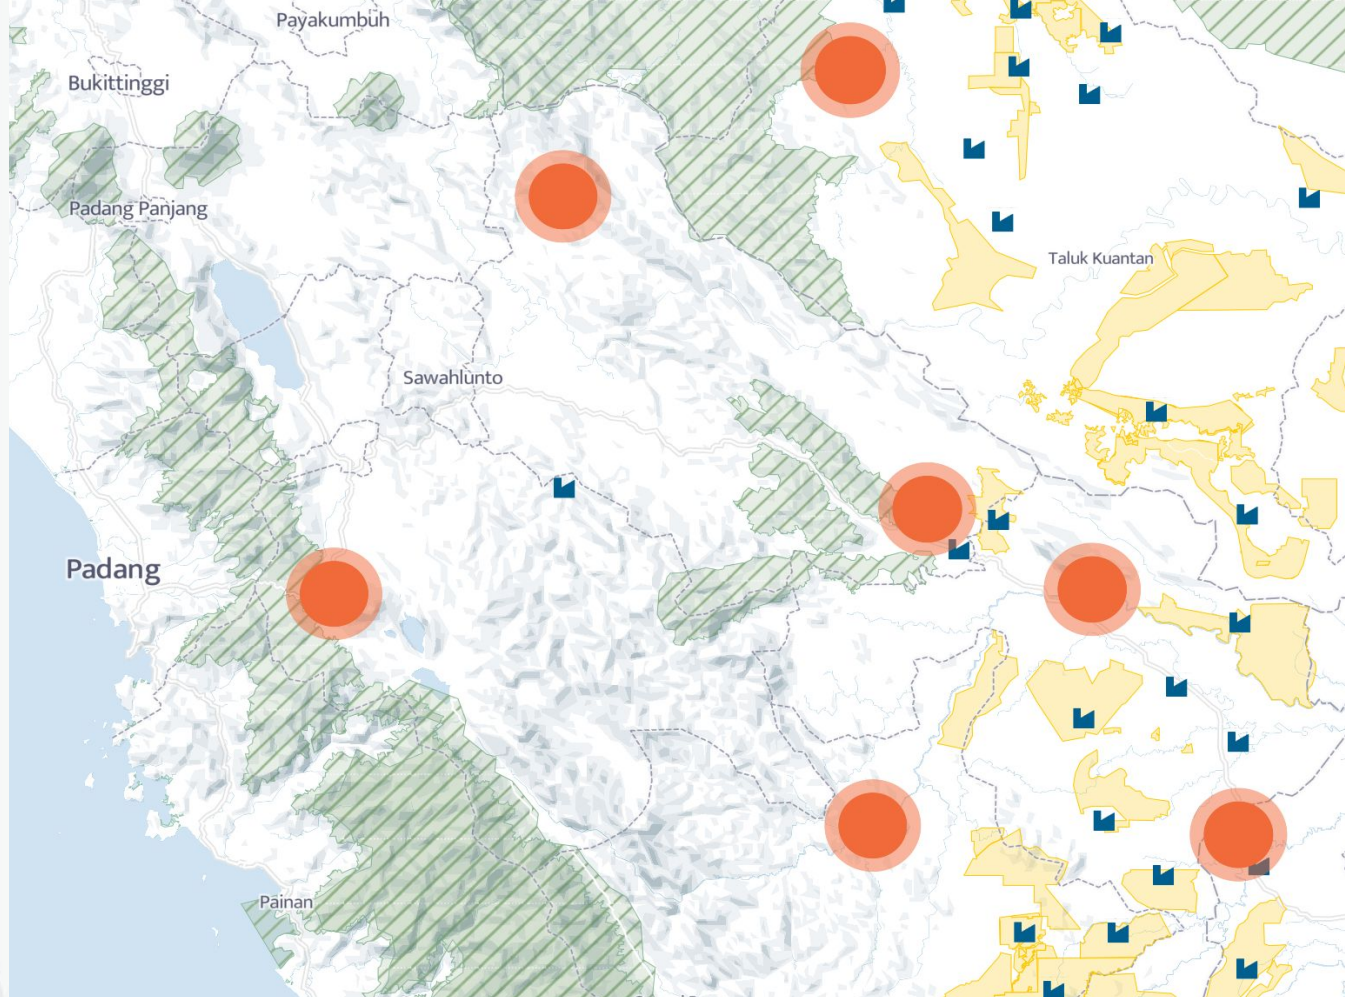 Payakumbuh
Bukittinggi
Padang Panjang
Taluk Kuantan
Sawahlunto
Padang
Painan